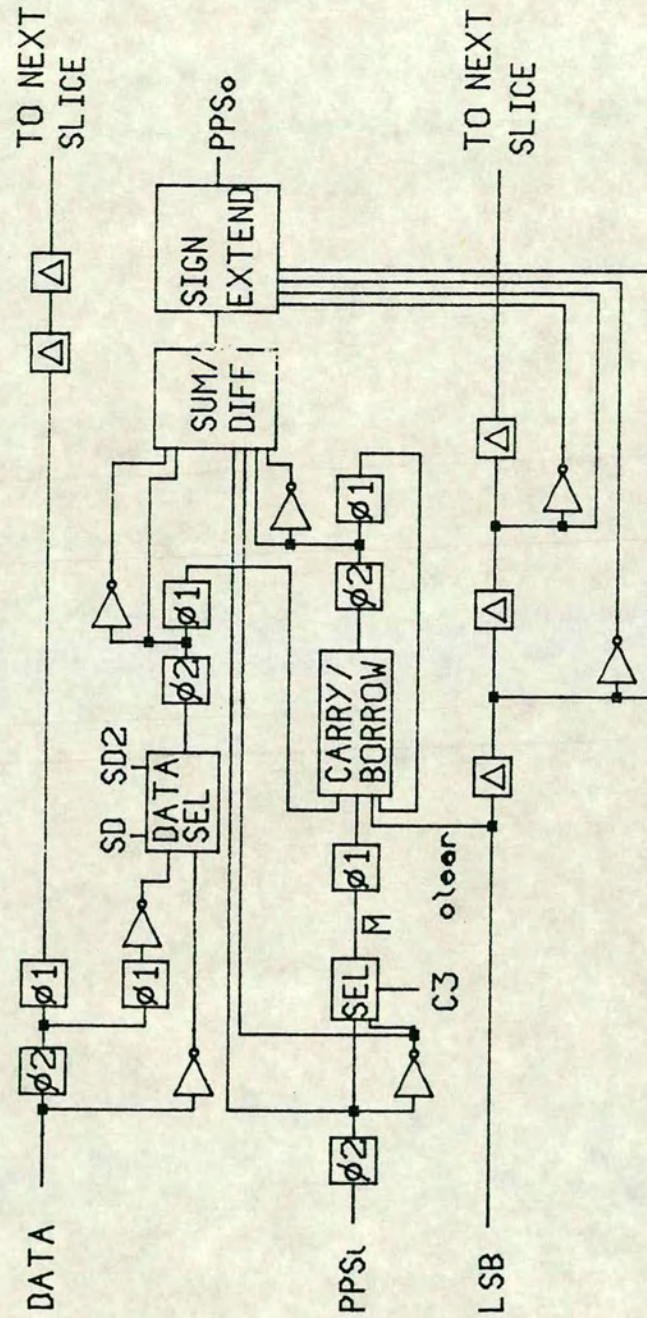 DATA
ø2
ø1
△
△
TO NEXT
SLICE
ø1
SD
SD2
DATA
SEL
ø2
ø1
SUM/
DIFF
SIGN
EXTEND
PPSo
PPSi
ø2
SEL
C3
M
ø1
clear
CARRY/
BORROW
ø2
ø1
LSB
△
△
△
TO NEXT
SLICE